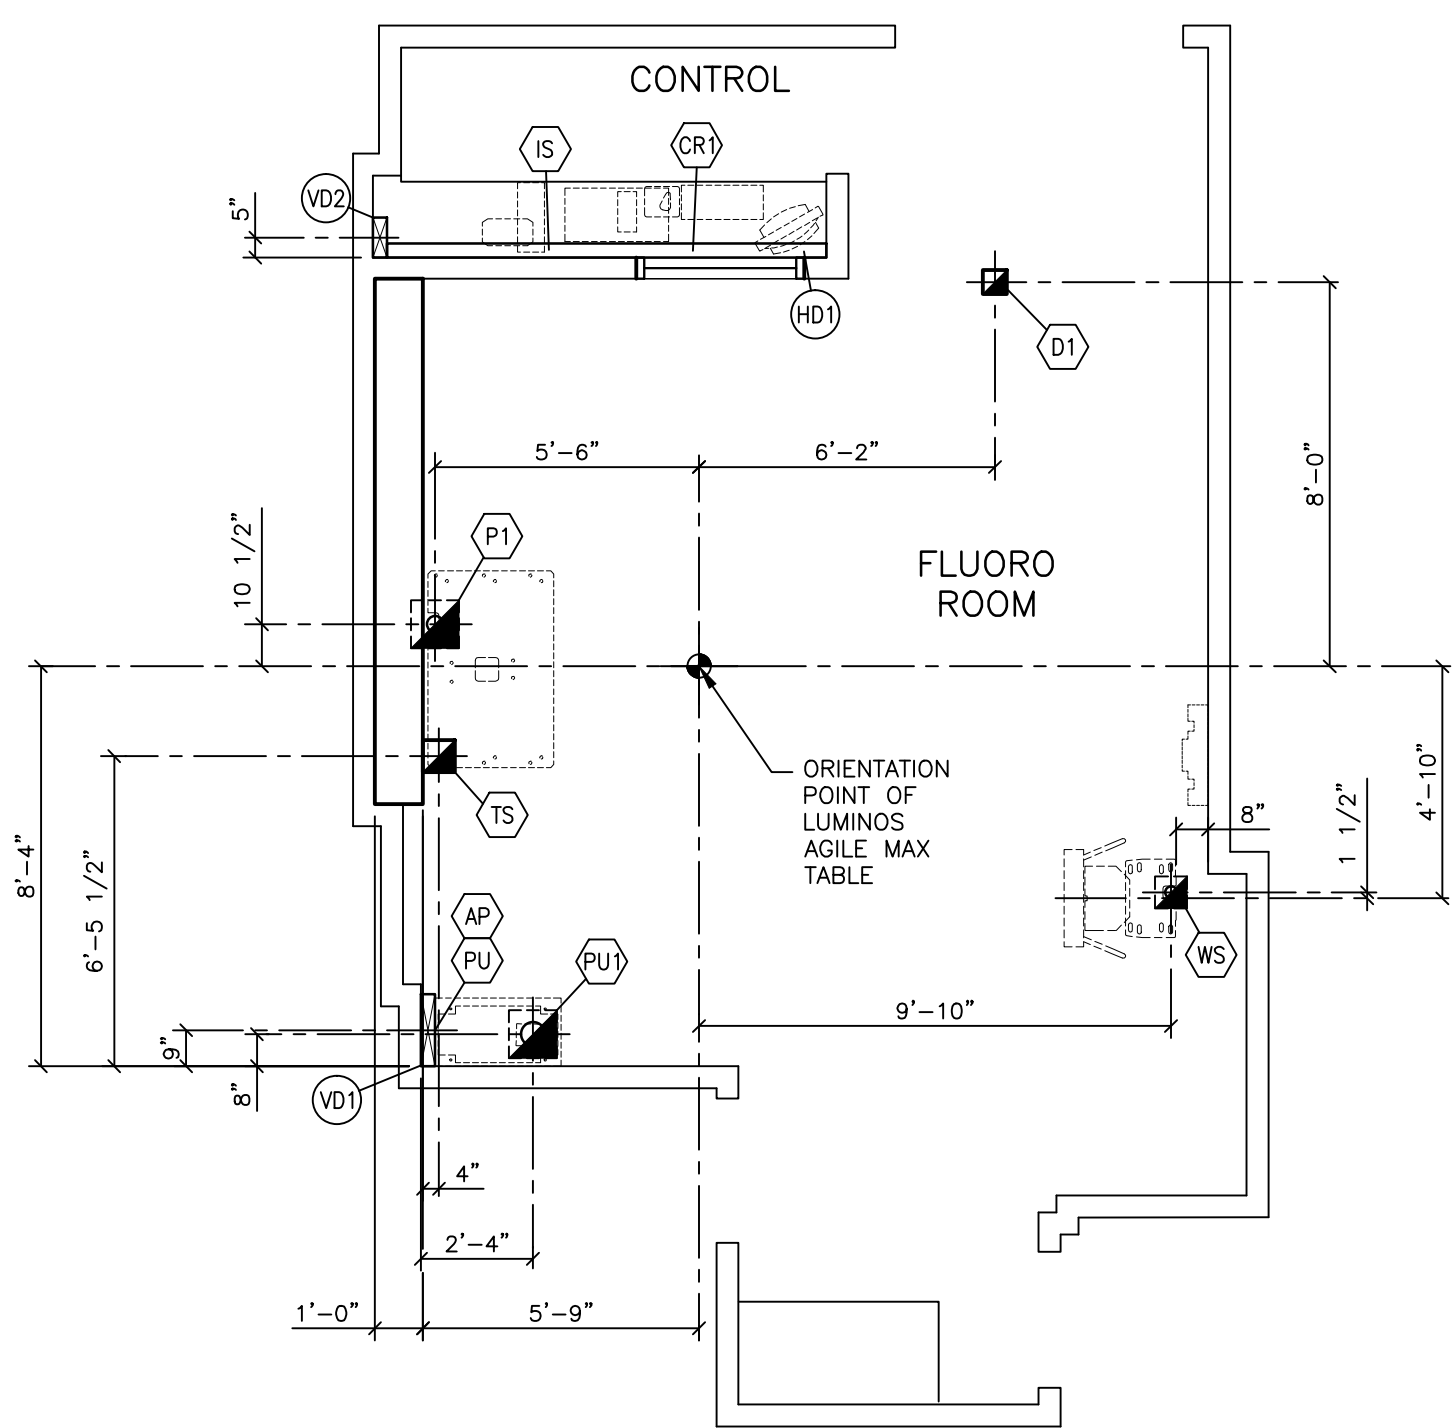 CONTROL
IS
CR1
VD2
5”
HD1
D1
5’-6”
6’-2”
8’-0”
10 1/2”
P1
FLUORO
ROOM
ORIENTATION
POINT OF
LUMINOS
AGILE MAX
TABLE
TS
8’-4”
6’-5 1/2”
4’-10”
1 1/2”
8”
AP
PU
PU1
WS
9’-10”
9”
8”
VD1
4”
2’-4”
1’-0”
5’-9”